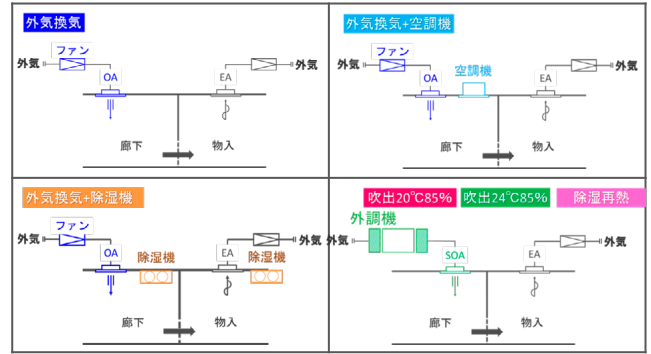 外気換気
ファン
外気
OA
EA
外気
廊下
物入
外気換気+空調機
ファン
外気
OA
空調機
EA
外気
廊下
物入
外気換気+除湿機
ファン
外気
OA
除湿機
EA
外気
除湿機
廊下
物入
吹出20℃85%
吹出24℃85%
除湿再熱
外調機
外気
SOA
EA
外気
廊下
物入